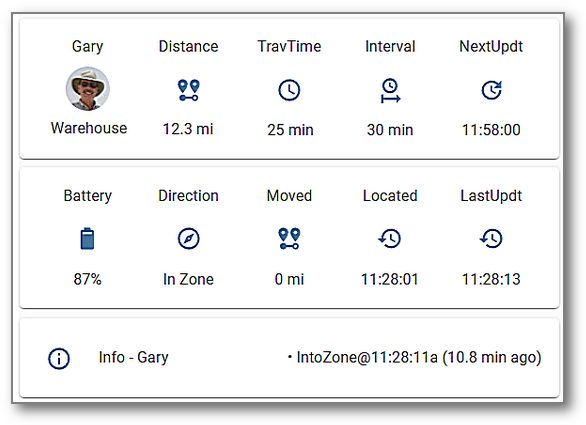 Gary Distance TravTime Interval NextUpdt
Warehouse 12.3 mi 25 min 30 min 11:58:00
Battery Direction Moved Located LastUpdt
87% In Zone 0 mi 11:28:01 11:28:13
Info - Gary • IntoZone@11:28:11a (10.8 min ago)